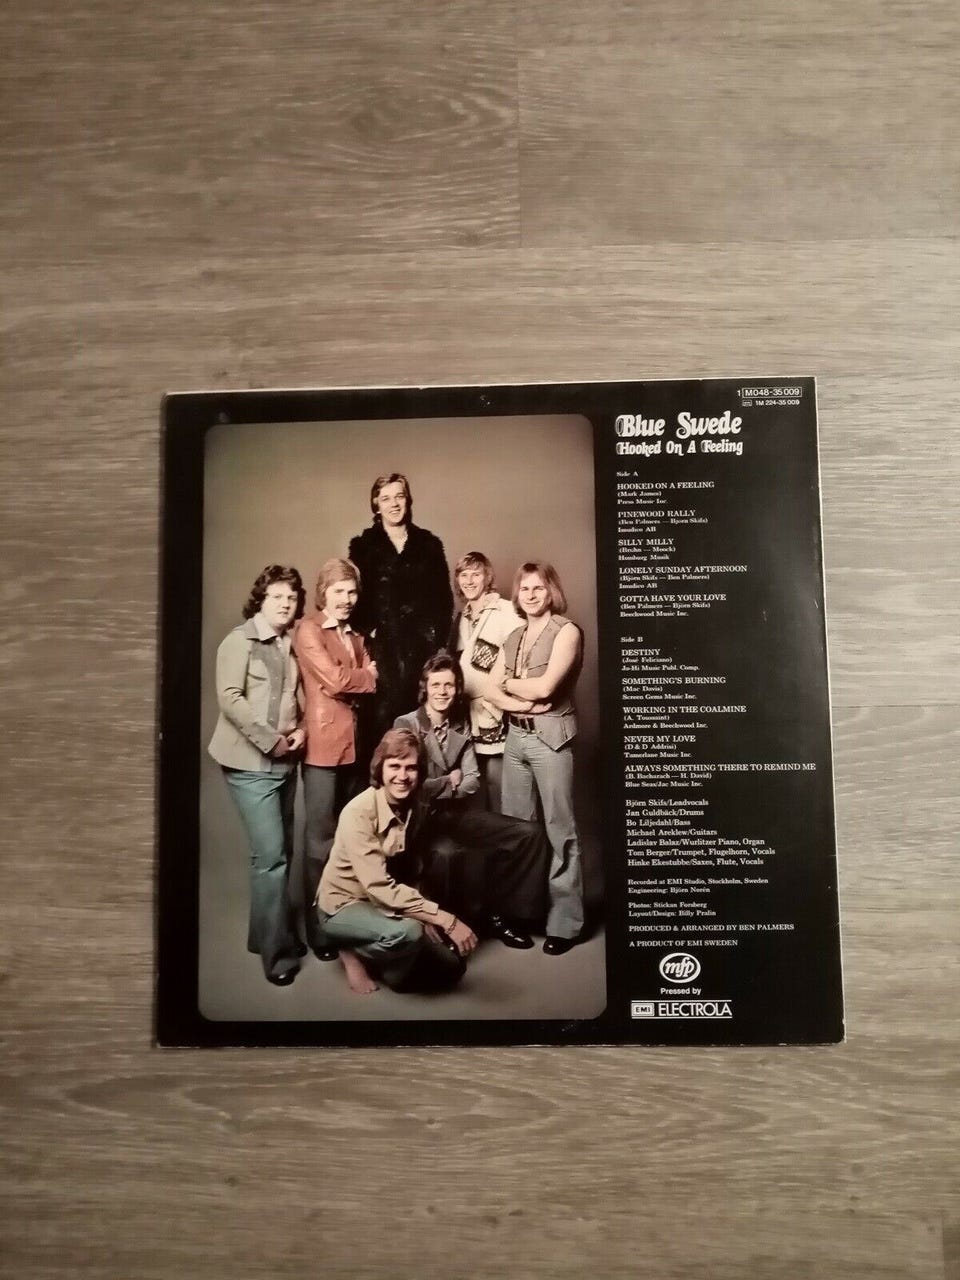 1 M048-35 009
EMI 1M 224-35 009
Blue Swede
Hooked On A Feeling
Side A
HOOKED ON A FEELING
(Mark James)
Press Music Inc.
PINEWOOD RALLY
(Ben Palmers — Björn Skifs)
Imudico AB
SILLY MILLY
(Bruhn — Moock)
Hamburg Musik
LONELY SUNDAY AFTERNOON
(Björn Skifs — Ben Palmers)
Imudico AB
GOTTA HAVE YOUR LOVE
(Ben Palmers — Björn Skifs)
Beechwood Music Inc.
Side B
DESTINY
(José Feliciano)
Jo-Hi Music Publ. Comp.
SOMETHING'S BURNING
(Mac Davis)
Screen Gems Music Inc.
WORKING IN THE COALMINE
(A. Toussaint)
Ardmore & Beechwood Inc.
NEVER MY LOVE
(D & D Addrisi)
Tamerlane Music Inc.
ALWAYS SOMETHING THERE TO REMIND ME
(B. Bacharach — H. David)
Blue Seas/Jac Music Inc.
Björn Skifs/Leadvocals
Jan Guldbäck/Drums
Bo Liljedahl/Bass
Michael Areklew/Guitars
Ladislav Balaz/Wurlitzer Piano, Organ
Tom Berger/Trumpet, Flugelhorn, Vocals
Hinke Ekestubbe/Saxes, Flute, Vocals
Recorded at EMI Studio, Stockholm, Sweden
Engineering: Björn Norén
Photos: Stickan Forsberg
Layout/Design: Billy Pralin
PRODUCED & ARRANGED BY BEN PALMERS
A PRODUCT OF EMI SWEDEN
mfp
Pressed by
EMI ELECTROLA